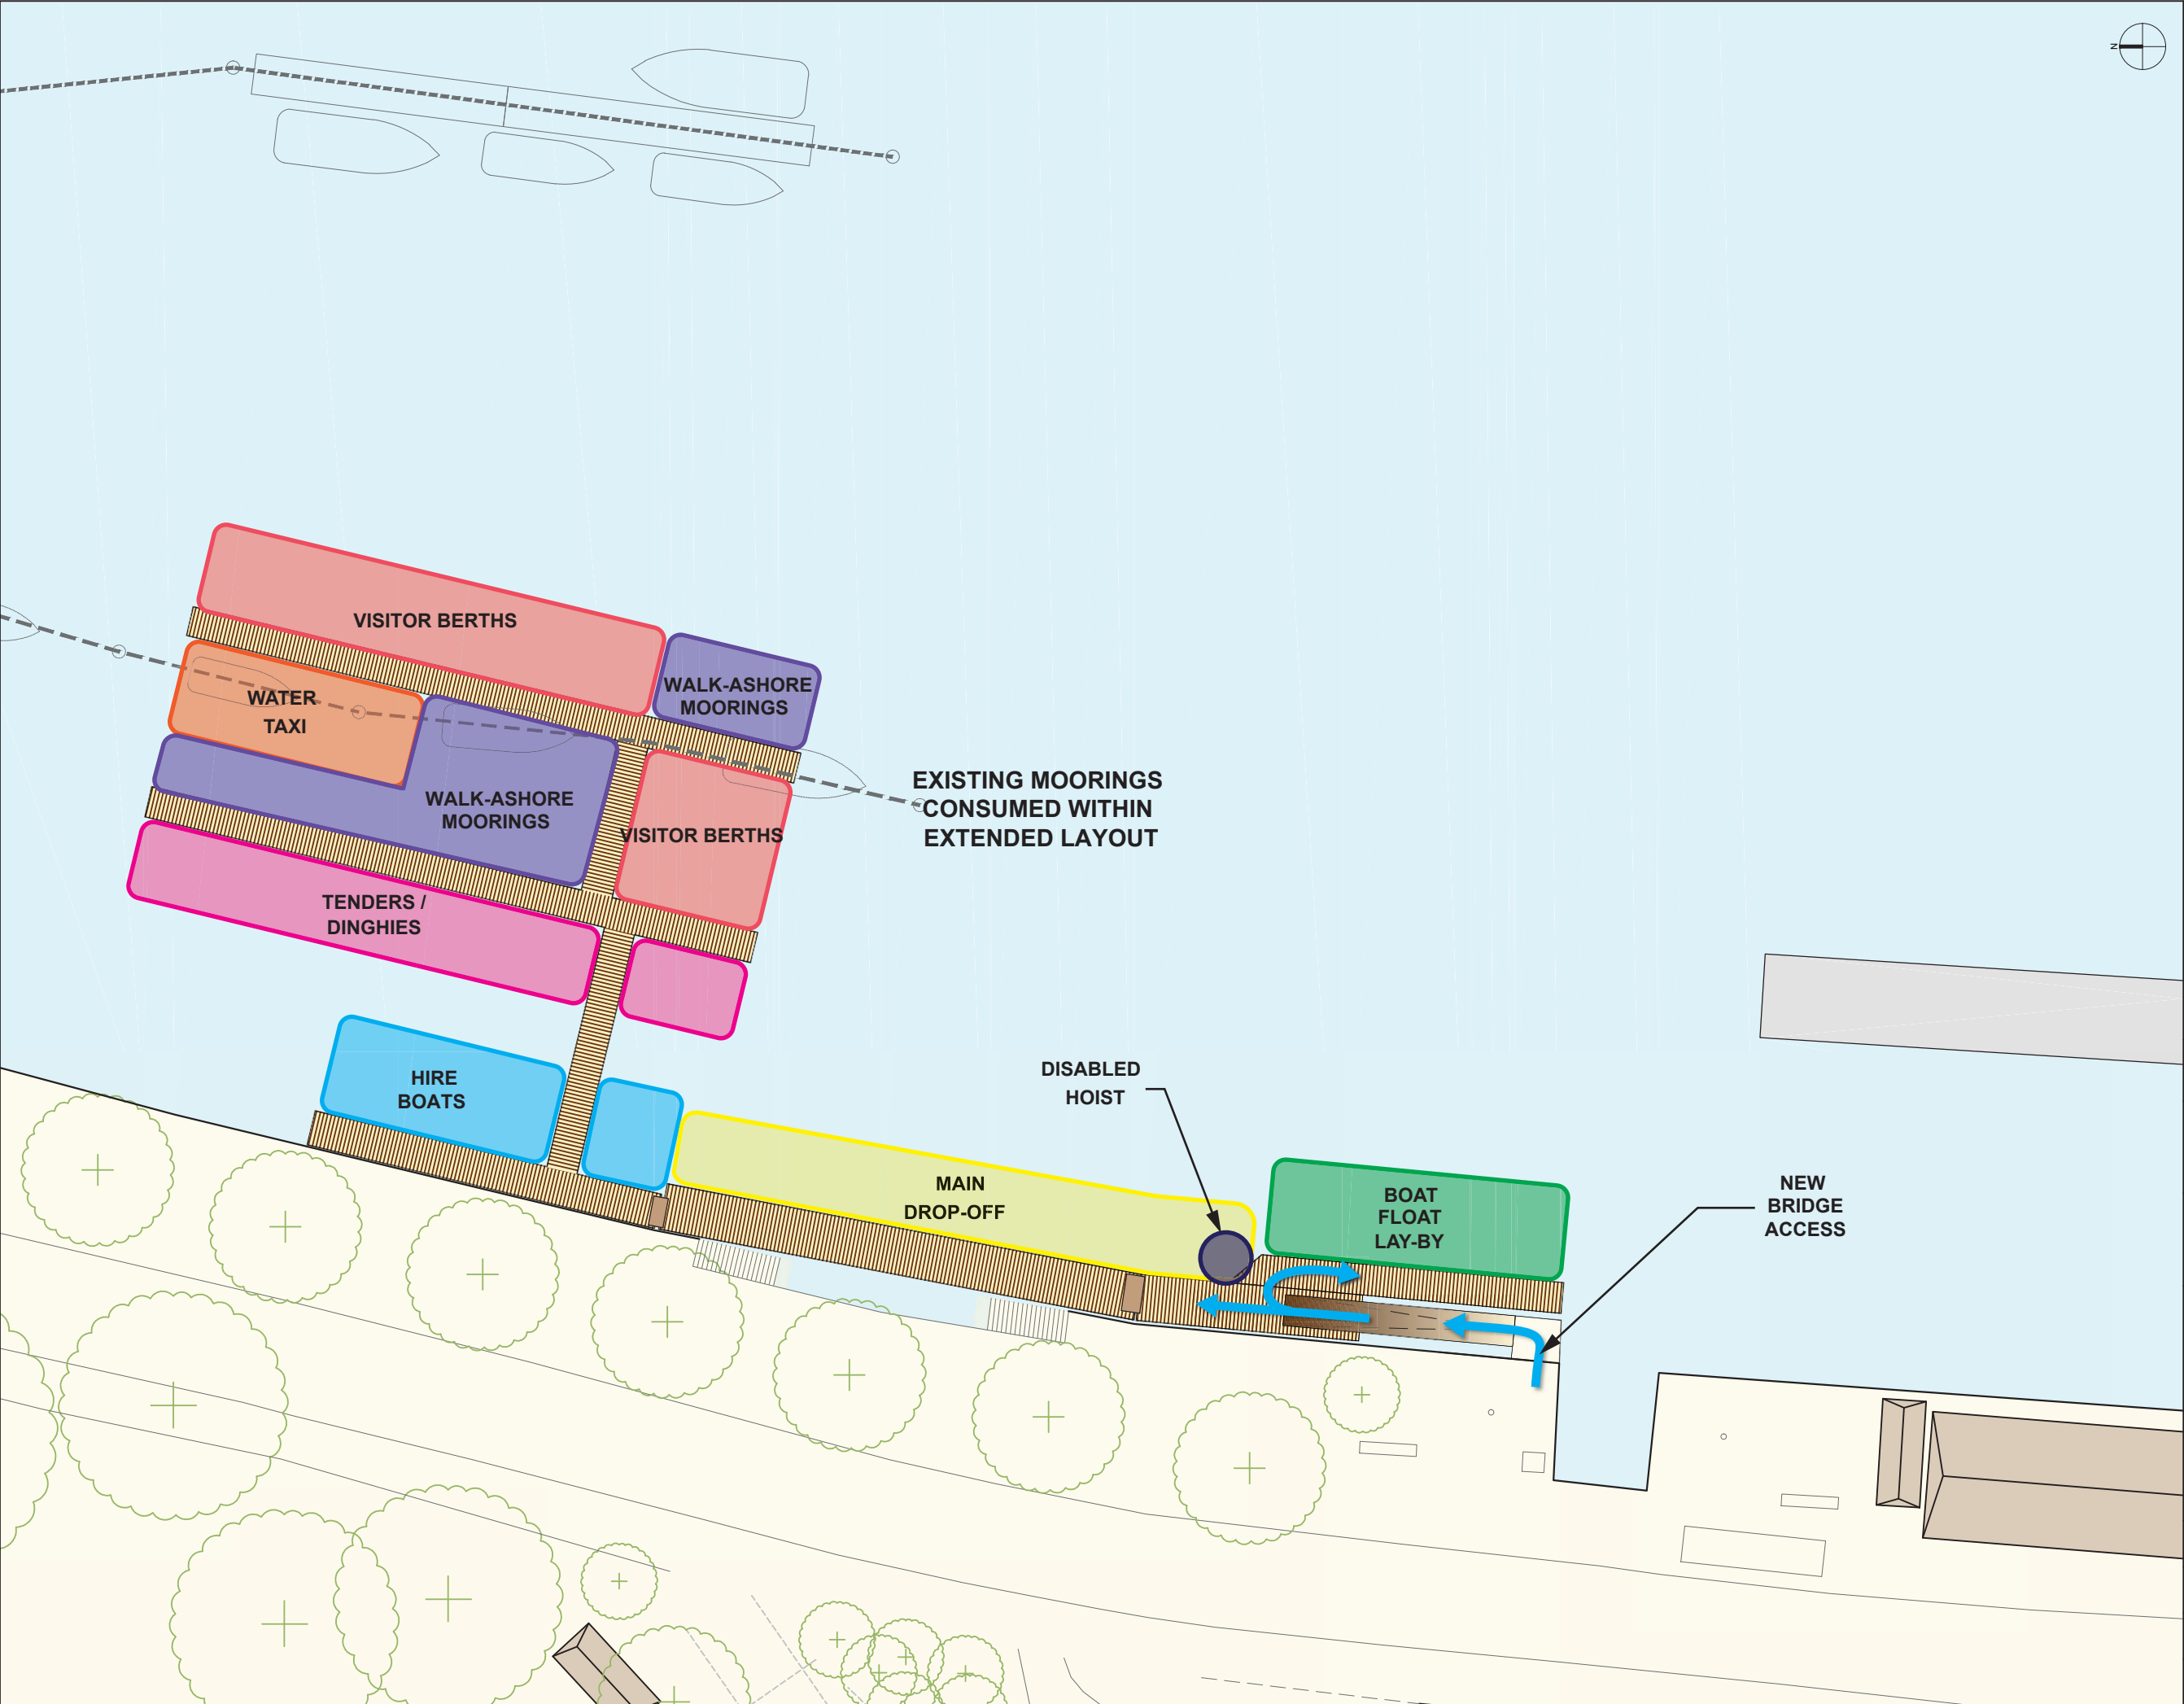 N
VISITOR BERTHS
WALK-ASHORE
MOORINGS
WATER
TAXI
WALK-ASHORE
MOORINGS
VISITOR BERTHS
EXISTING MOORINGS
CONSUMED WITHIN
EXTENDED LAYOUT
TENDERS /
DINGHIES
HIRE
BOATS
DISABLED
HOIST
MAIN
DROP-OFF
BOAT
FLOAT
LAY-BY
NEW
BRIDGE
ACCESS